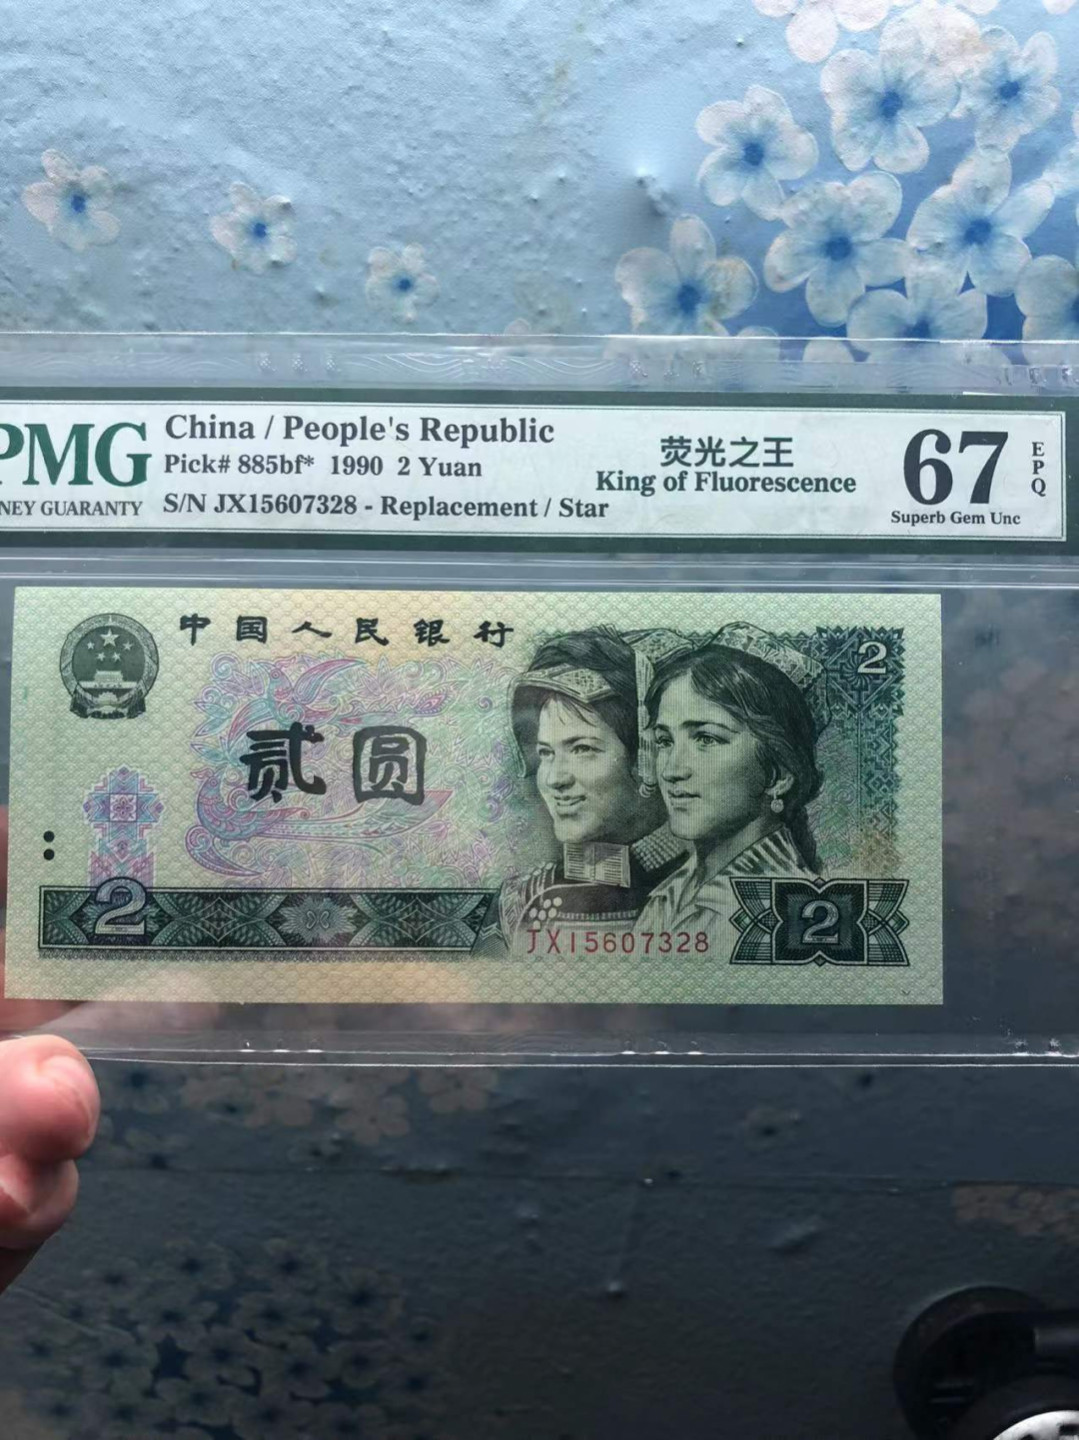 PMG
NEY GUARANTY
China / People's Republic
Pick# 885bf* 1990 2 Yuan
S/N JX15607328 - Replacement / Star
荧光之王
King of Fluorescence
67
EPQ
Superb Gem Unc
中国人民银行
2
贰圆
2
JX15607328
2